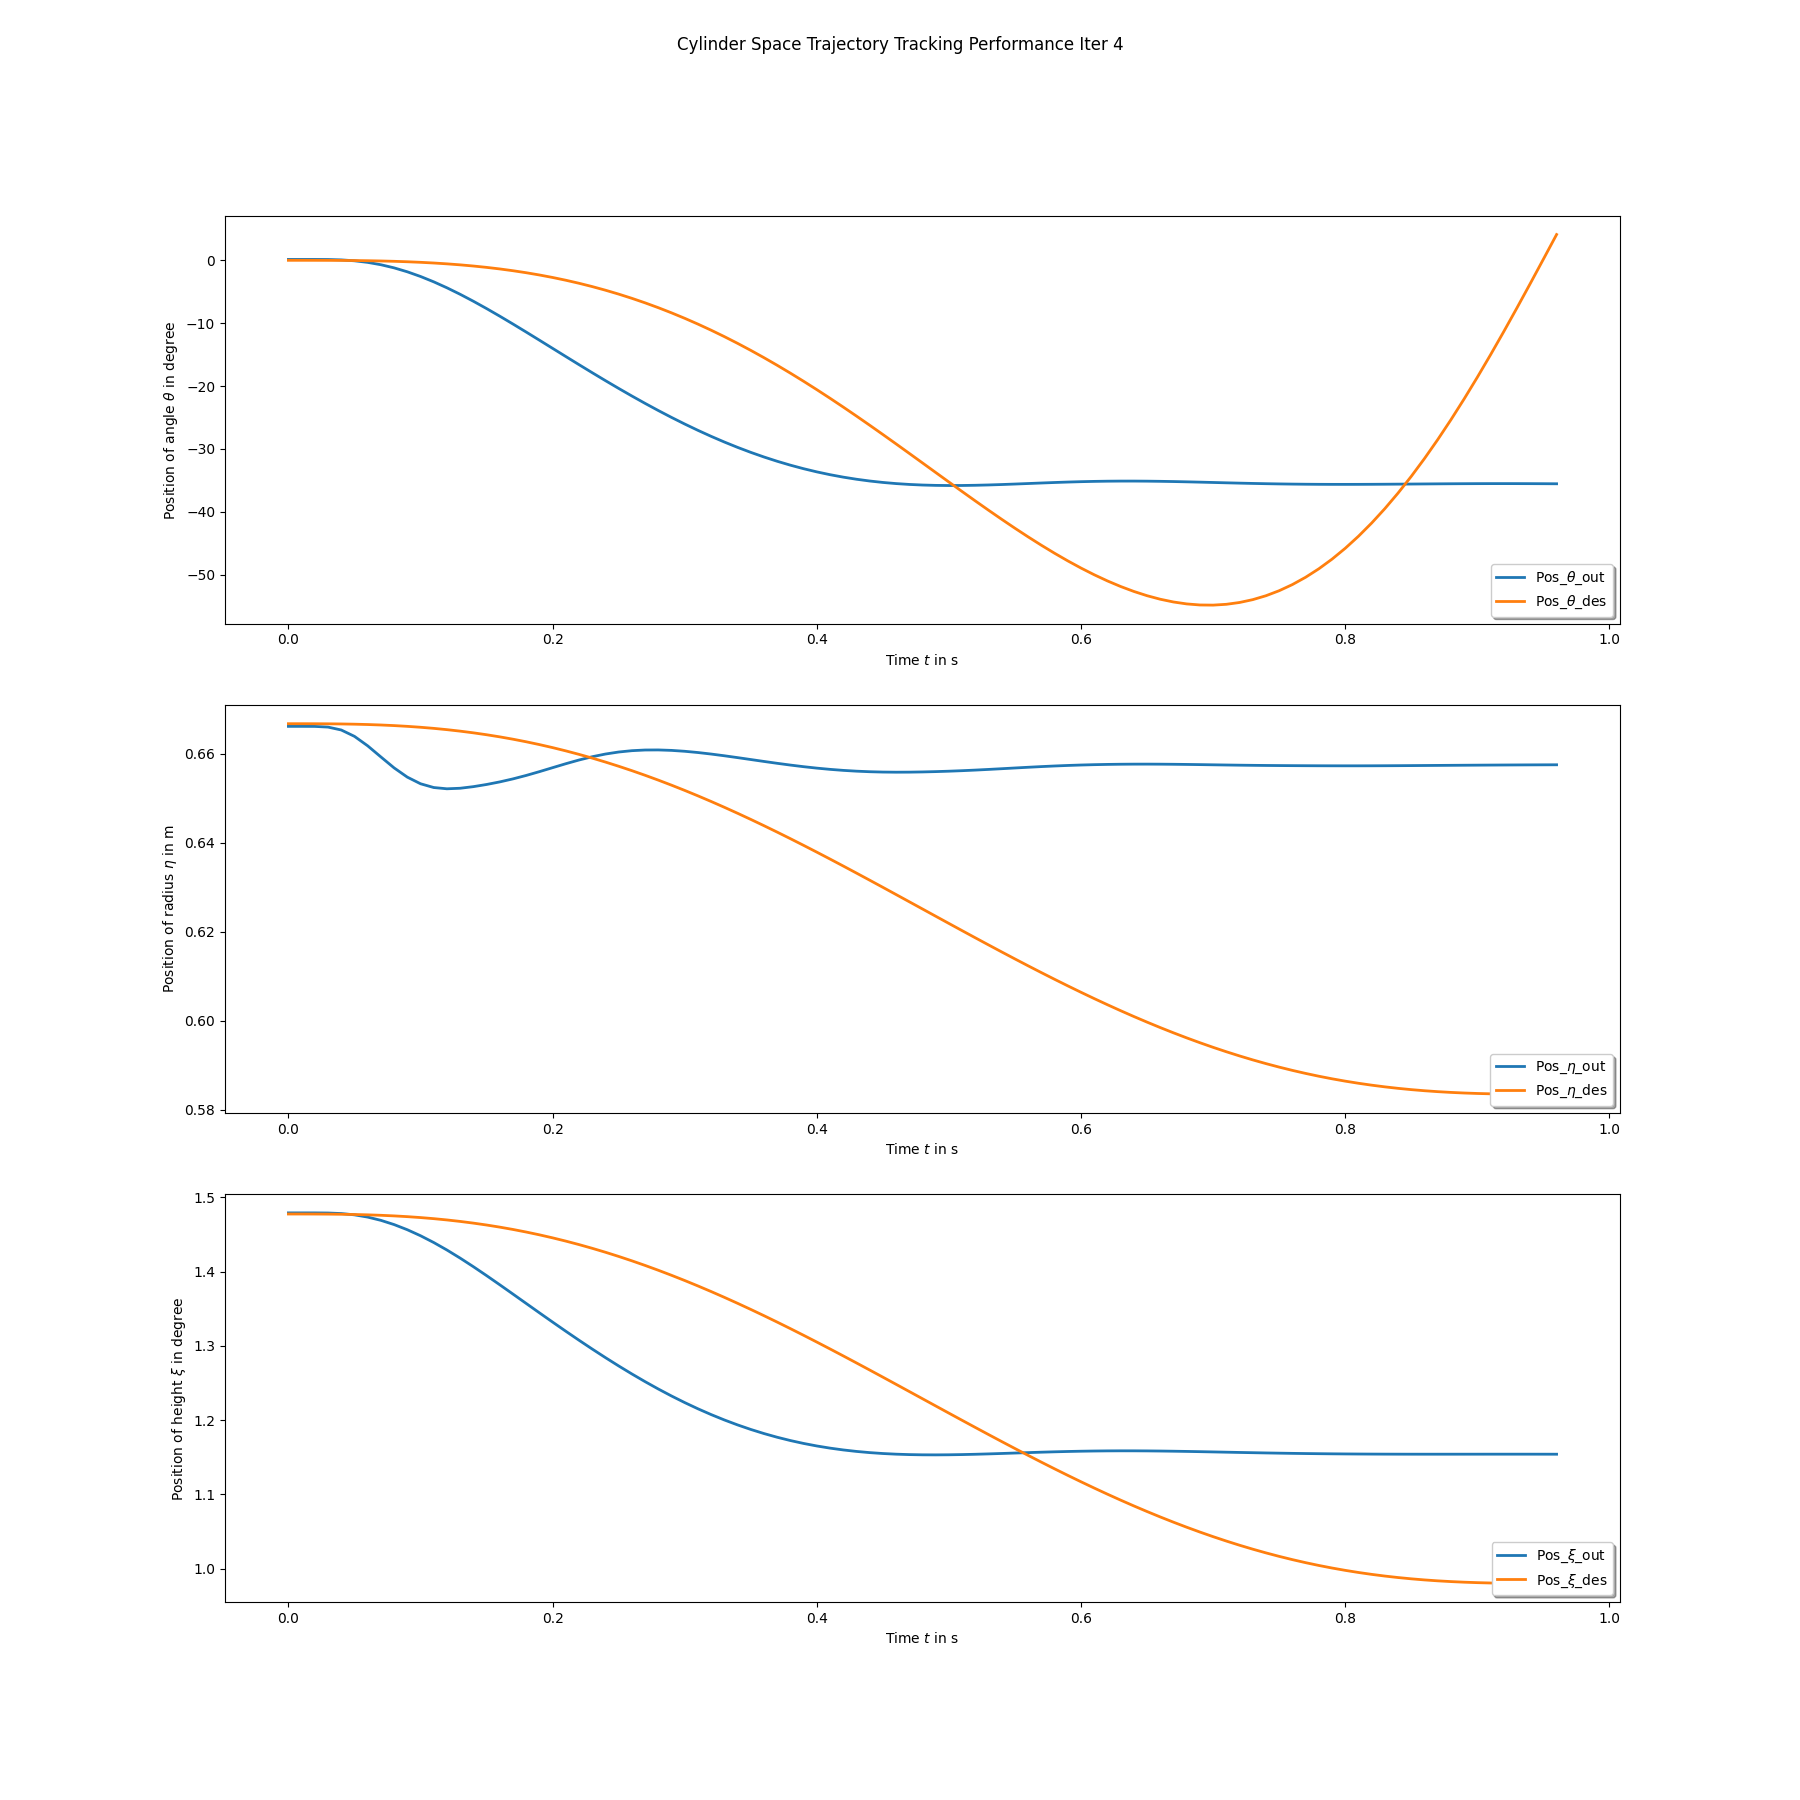 Cylinder Space Trajectory Tracking Performance Iter 4
Position of angle θ in degree
0
−10
−20
−30
−40
−50
Pos_θ_out
Pos_θ_des
0.0 0.2 0.4 0.6 0.8 1.0
Time t in s
Position of radius η in m
0.66
0.64
0.62
0.60
0.58
Pos_η_out
Pos_η_des
0.0 0.2 0.4 0.6 0.8 1.0
Time t in s
Position of height ξ in degree
1.5
1.4
1.3
1.2
1.1
1.0
Pos_ξ_out
Pos_ξ_des
0.0 0.2 0.4 0.6 0.8 1.0
Time t in s